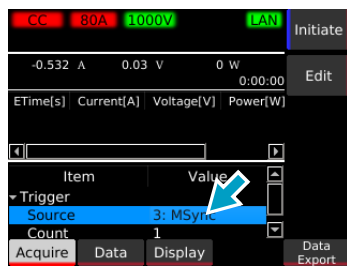 CC 80A 1000V LAN
Initiate
-0.532 A 0.03 V 0 W
0:00:00
Edit
ETime[s] Current[A] Voltage[V] Power[W]
Item Value
Trigger
Source 3: MSync
Count 1
Acquire Data Display
Data
Export